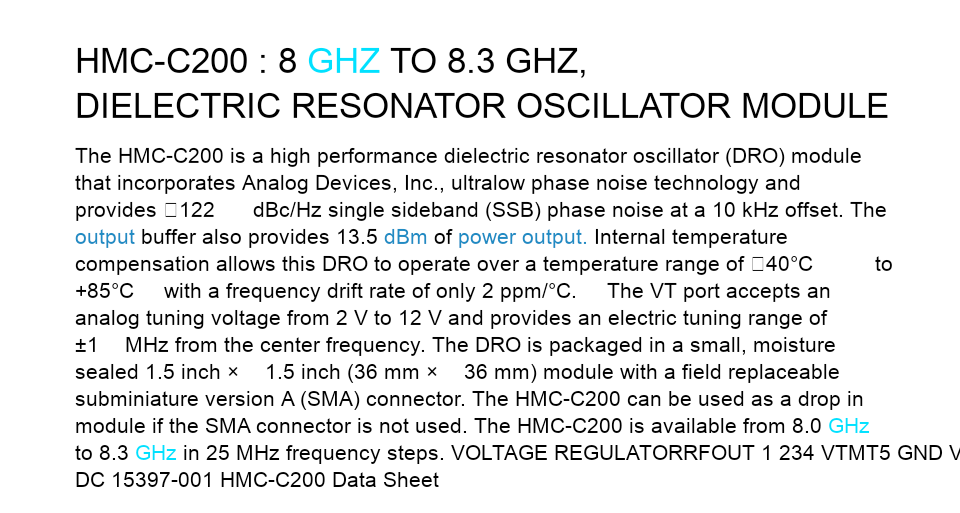 HMC-C200 : 8 GHZ TO 8.3 GHZ,
DIELECTRIC RESONATOR OSCILLATOR MODULE
The HMC-C200 is a high performance dielectric resonator oscillator (DRO) module
that incorporates Analog Devices, Inc., ultralow phase noise technology and
provides □122 dBc/Hz single sideband (SSB) phase noise at a 10 kHz offset. The
output buffer also provides 13.5 dBm of power output. Internal temperature
compensation allows this DRO to operate over a temperature range of □40°C to
+85°C with a frequency drift rate of only 2 ppm/°C. The VT port accepts an
analog tuning voltage from 2 V to 12 V and provides an electric tuning range of
±1 MHz from the center frequency. The DRO is packaged in a small, moisture
sealed 1.5 inch × 1.5 inch (36 mm × 36 mm) module with a field replaceable
subminiature version A (SMA) connector. The HMC-C200 can be used as a drop in
module if the SMA connector is not used. The HMC-C200 is available from 8.0 GHz
to 8.3 GHz in 25 MHz frequency steps. VOLTAGE REGULATORRFOUT 1 234 VTMT5 GND
DC 15397-001 HMC-C200 Data Sheet